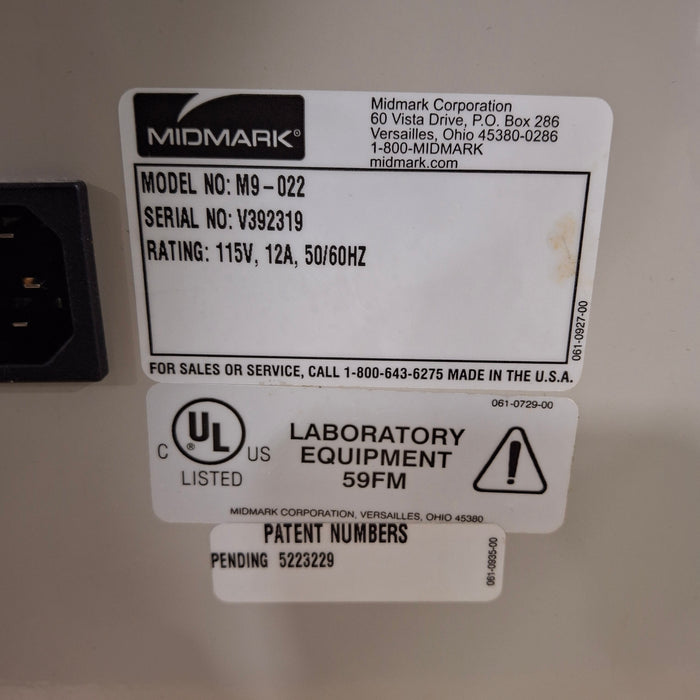 MIDMARK®
Midmark Corporation
60 Vista Drive, P.O. Box 286
Versailles, Ohio 45380-0286
1-800-MIDMARK
midmark.com
MODEL NO: M9-022
SERIAL NO: V392319
RATING: 115V, 12A, 50/60HZ
061-0927-00
FOR SALES OR SERVICE, CALL 1-800-643-6275 MADE IN THE U.S.A.
061-0729-00
C UL® US
LISTED
LABORATORY
EQUIPMENT
59FM
MIDMARK CORPORATION, VERSAILLES, OHIO 45380
PATENT NUMBERS
PENDING 5223229
061-0935-00